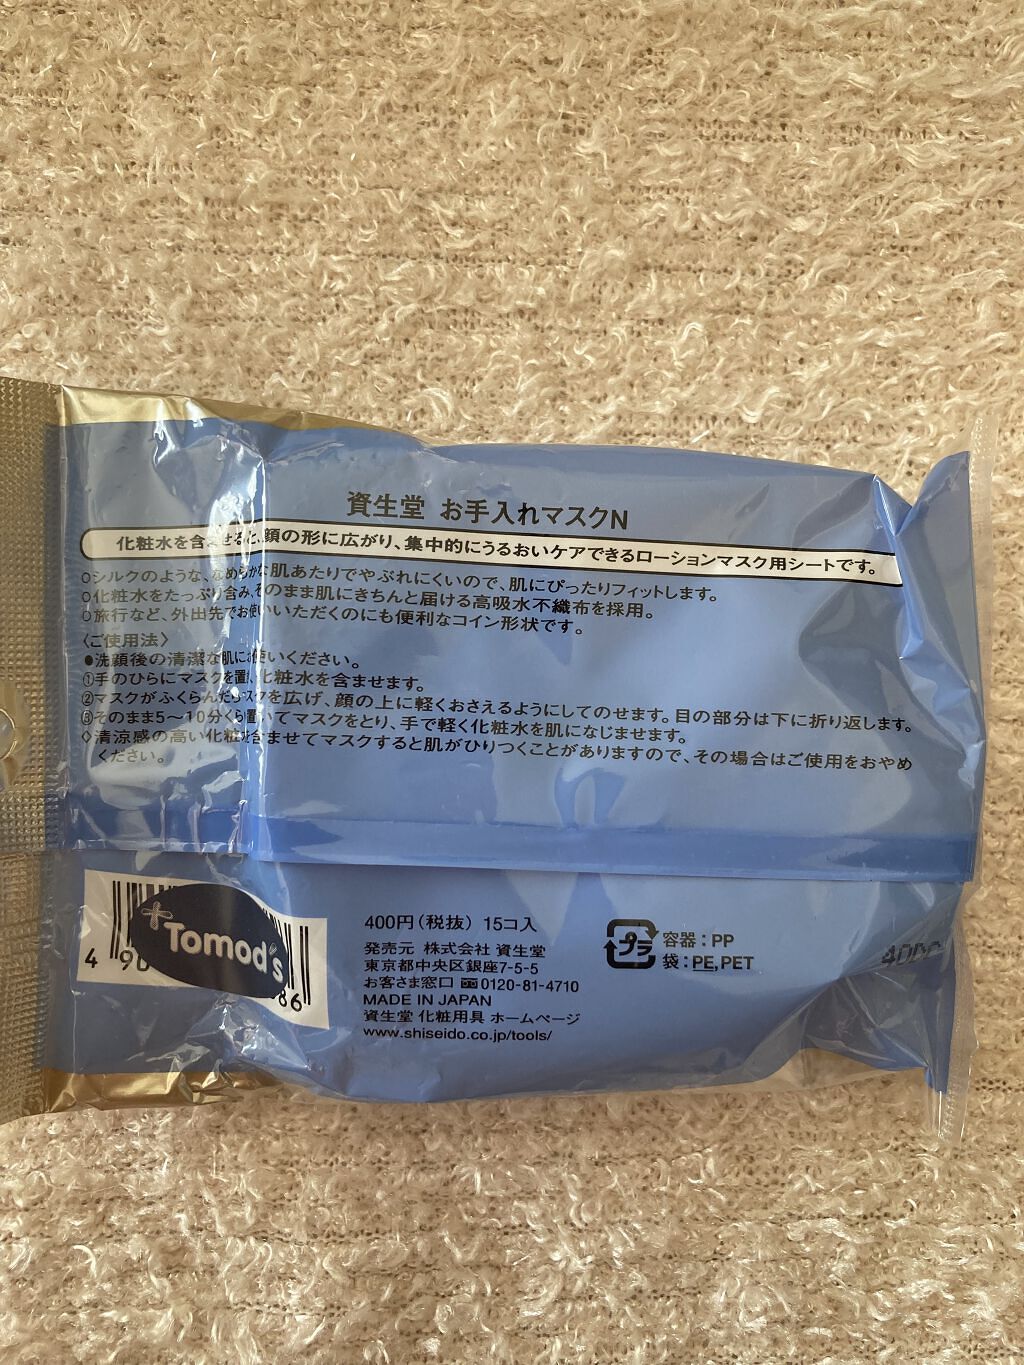 資生堂 お手入れマスクN
化粧水を含ませると、顔の形に広がり、集中的にうるおいケアできるローションマスク用シートです。
○シルクのような、なめらかな肌あたりでやぶれにくいので、肌にぴったりフィットします。
○化粧水をたっぷり含み、そのまま肌にきちんと届ける高吸水不織布を採用。
○旅行など、外出先でお使いいただくのにも便利なコイン形状です。
〈ご使用法〉
●洗顔後の清潔な肌にお使いください。
①手のひらにマスクを置き、化粧水を含ませます。
②マスクがふくらんだらマスクを広げ、顔の上に軽くおさえるようにしてのせます。目の部分は下に折り返します。
③そのまま5〜10分くらい置いてマスクをとり、手で軽く化粧水を肌になじませます。
◇清涼感の高い化粧 含ませてマスクすると肌がひりつくことがありますので、その場合はご使用をおやめ
ください。
Tomod's
4 90 86
400円(税抜) 15コ入
発売元 株式会社 資生堂
東京都中央区銀座7-5-5
お客さま窓口 0120-81-4710
MADE IN JAPAN
資生堂 化粧用具 ホームページ
www.shiseido.co.jp/tools/
プラ
容器:PP
袋:PE,PET